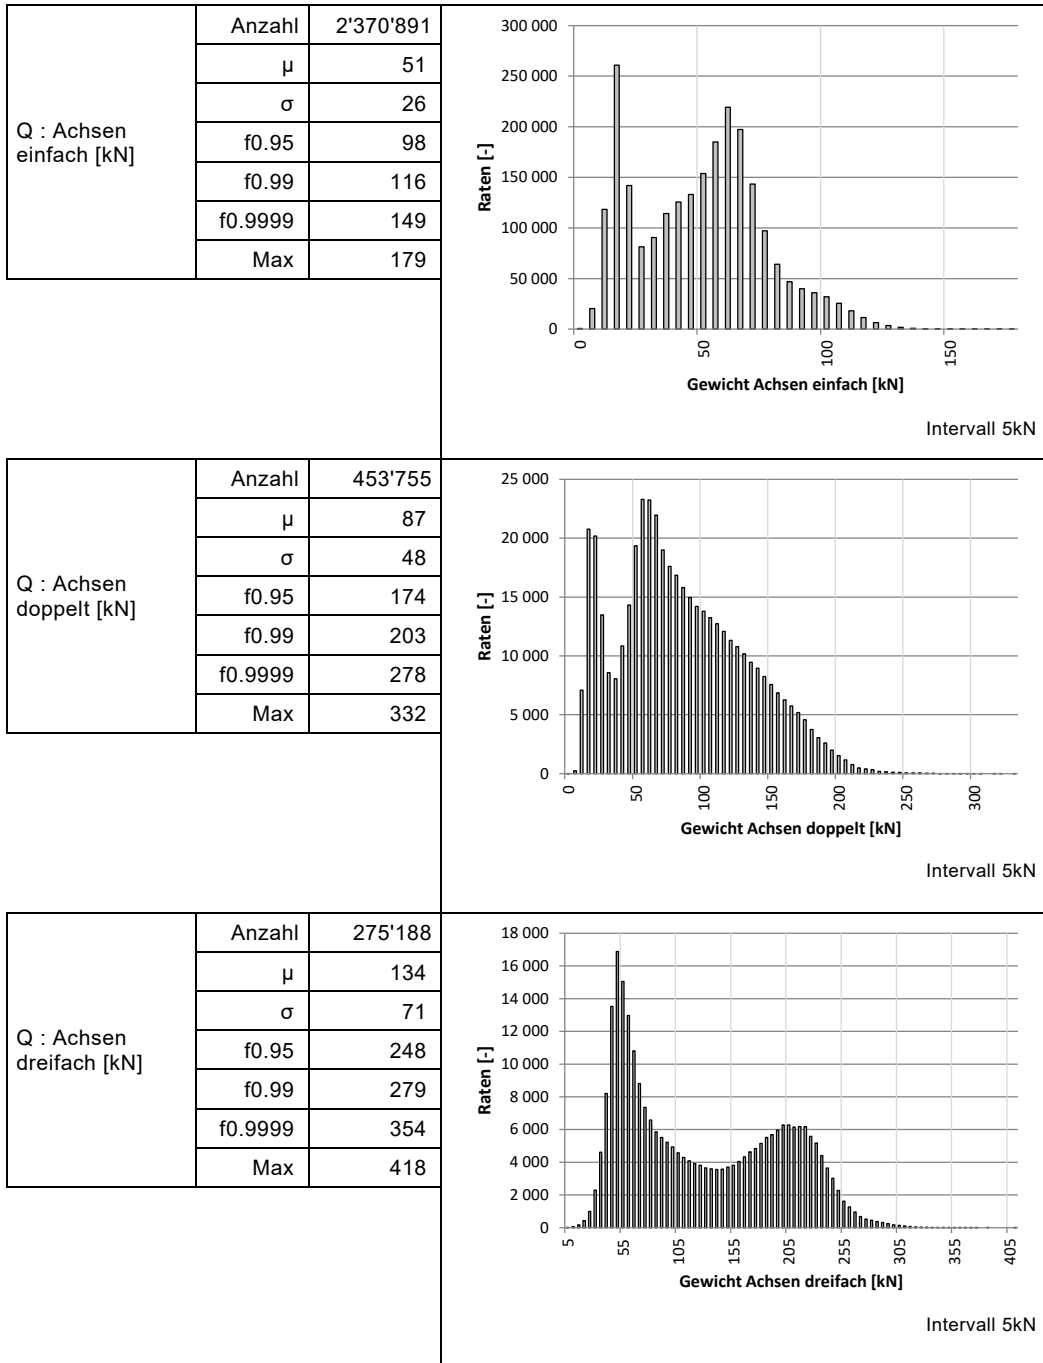 Q : Achsen
einfach [kN]
Anzahl 2'370'891
µ 51
σ 26
f0.95 98
f0.99 116
f0.9999 149
Max 179
300 000
250 000
200 000
150 000
100 000
50 000
0
Raten [-]
0 50 100 150
Gewicht Achsen einfach [kN]
Intervall 5kN
Q : Achsen
doppelt [kN]
Anzahl 453'755
µ 87
σ 48
f0.95 174
f0.99 203
f0.9999 278
Max 332
25 000
20 000
15 000
10 000
5 000
0
Raten [-]
0 50 100 150 200 250 300
Gewicht Achsen doppelt [kN]
Intervall 5kN
Q : Achsen
dreifach [kN]
Anzahl 275'188
µ 134
σ 71
f0.95 248
f0.99 279
f0.9999 354
Max 418
18 000
16 000
14 000
12 000
10 000
8 000
6 000
4 000
2 000
0
Raten [-]
5 55 105 155 205 255 305 355 405
Gewicht Achsen dreifach [kN]
Intervall 5kN